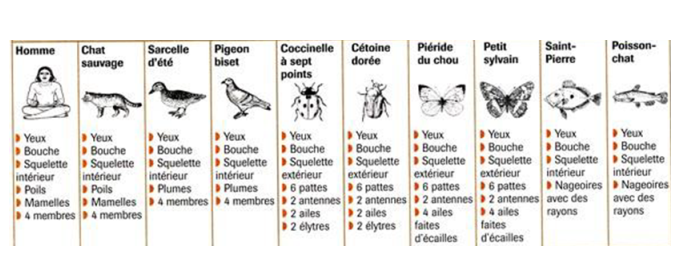 Homme
Yeux
Bouche
Squelette
intérieur
Poils
Mamelles
4 membres
Chat
sauvage
Yeux
Bouche
Squelette
intérieur
Poils
Mamelles
4 membres
Sarcelle
d'été
Yeux
Bouche
Squelette
intérieur
Plumes
4 membres
Pigeon
biset
Yeux
Bouche
Squelette
intérieur
Plumes
4 membres
Coccinelle
à sept
points
Yeux
Bouche
Squelette
extérieur
6 pattes
2 antennes
2 ailes
2 élytres
Cétoine
dorée
Yeux
Bouche
Squelette
extérieur
6 pattes
2 antennes
2 ailes
2 élytres
Piéride
du chou
Yeux
Bouche
Squelette
extérieur
6 pattes
2 antennes
4 ailes
faites
d'écailles
Petit
sylvain
Yeux
Bouche
Squelette
extérieur
6 pattes
2 antennes
4 ailes
faites
d'écailles
Saint-
Pierre
Yeux
Bouche
Squelette
intérieur
Nageoires
avec des
rayons
Poisson-
chat
Yeux
Bouche
Squelette
intérieur
Nageoires
avec des
rayons